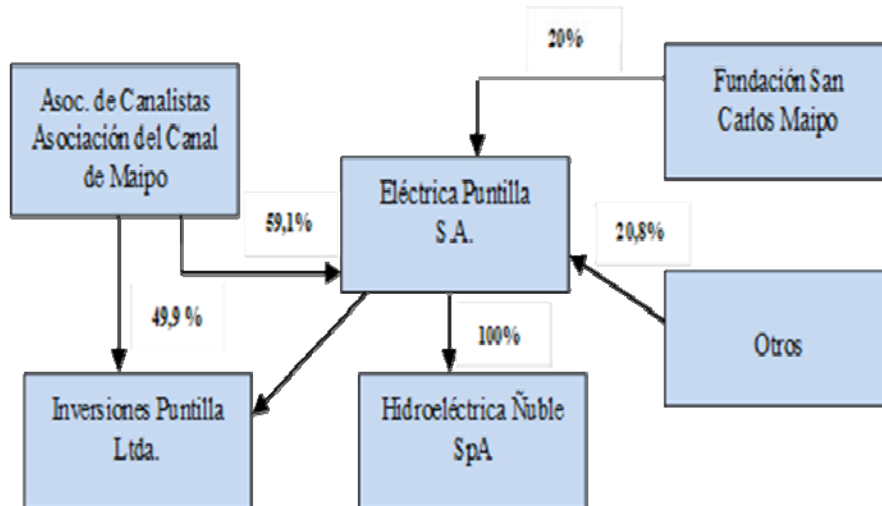 20%
Asoc. de Canalistas
Asociación del Canal
de Maipo
Fundación San
Carlos Maipo
Eléctrica Puntilla
S.A.
59,1%
20,8%
49,9 %
100%
Otros
Inversiones Puntilla
Ltda.
Hidroeléctrica Ñuble
SpA